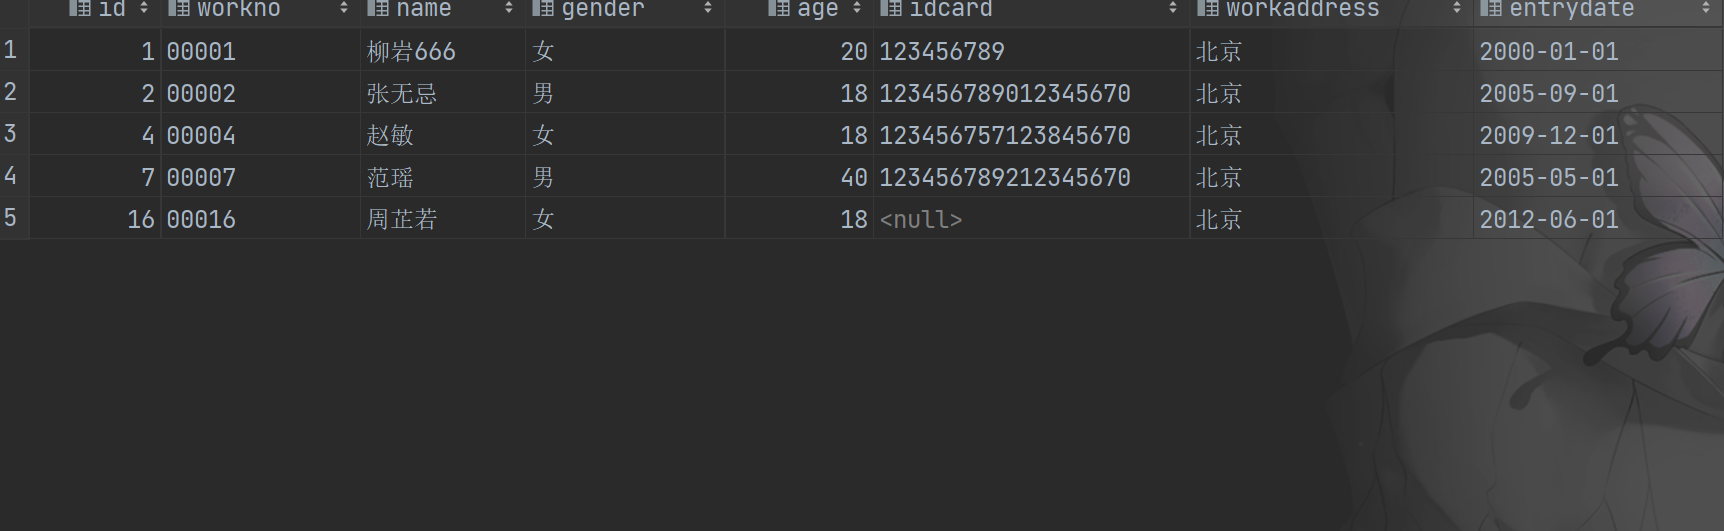 id workno name gender age idcard workaddress entrydate
1 1 00001 柳岩666 女 20 123456789 北京 2000-01-01
2 2 00002 张无忌 男 18 123456789012345670 北京 2005-09-01
3 4 00004 赵敏 女 18 123456757123845670 北京 2009-12-01
4 7 00007 范瑶 男 40 123456789212345670 北京 2005-05-01
5 16 00016 周芷若 女 18 <null> 北京 2012-06-01